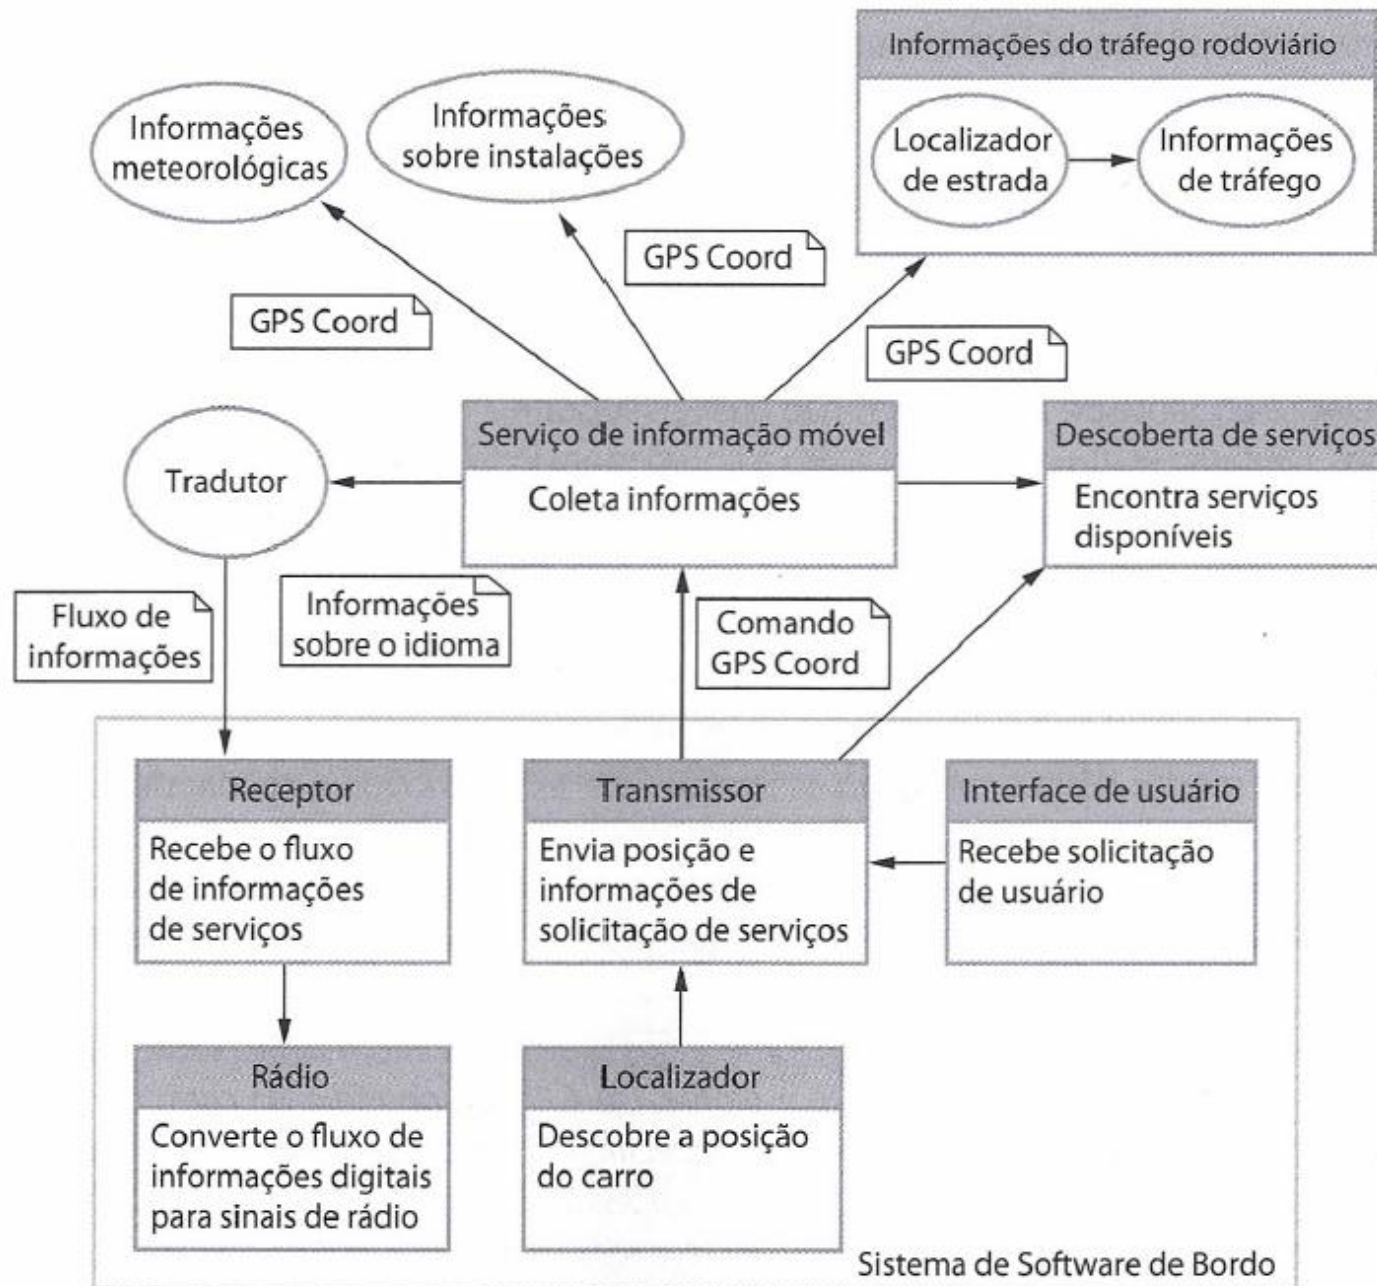 Informações do tráfego rodoviário
Informações
meteorológicas
Informações
sobre instalações
Localizador
de estrada
Informações
de tráfego
GPS Coord
GPS Coord
GPS Coord
Tradutor
Serviço de informação móvel
Coleta informações
Descoberta de serviços
Encontra serviços
disponíveis
Fluxo de
informações
Informações
sobre o idioma
Comando
GPS Coord
Receptor
Recebe o fluxo
de informações
de serviços
Transmissor
Envia posição e
informações de
solicitação de serviços
Interface de usuário
Recebe solicitação
de usuário
Rádio
Converte o fluxo de
informações digitais
para sinais de rádio
Localizador
Descobre a posição
do carro
Sistema de Software de Bordo